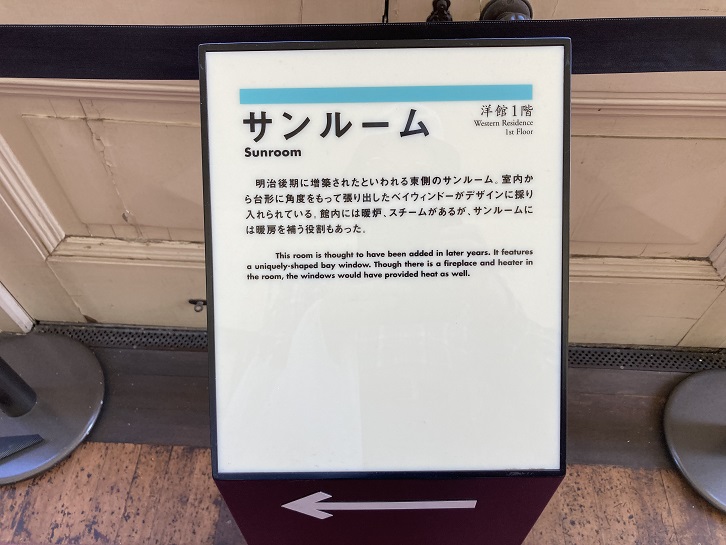 サンルーム
Sunroom
洋館1階
Western Residence
1st Floor
明治後期に増築されたといわれる東側のサンルーム。室内か
ら台形に角度をもって張り出したベイウィンドーがデザインに採り
入れられている。館内には暖炉、スチームがあるが、サンルームに
は暖房を補う役割もあった。
This room is thought to have been added in later years. It features
a uniquely-shaped bay window. Though there is a fireplace and heater in
the room, the windows would have provided heat as well.